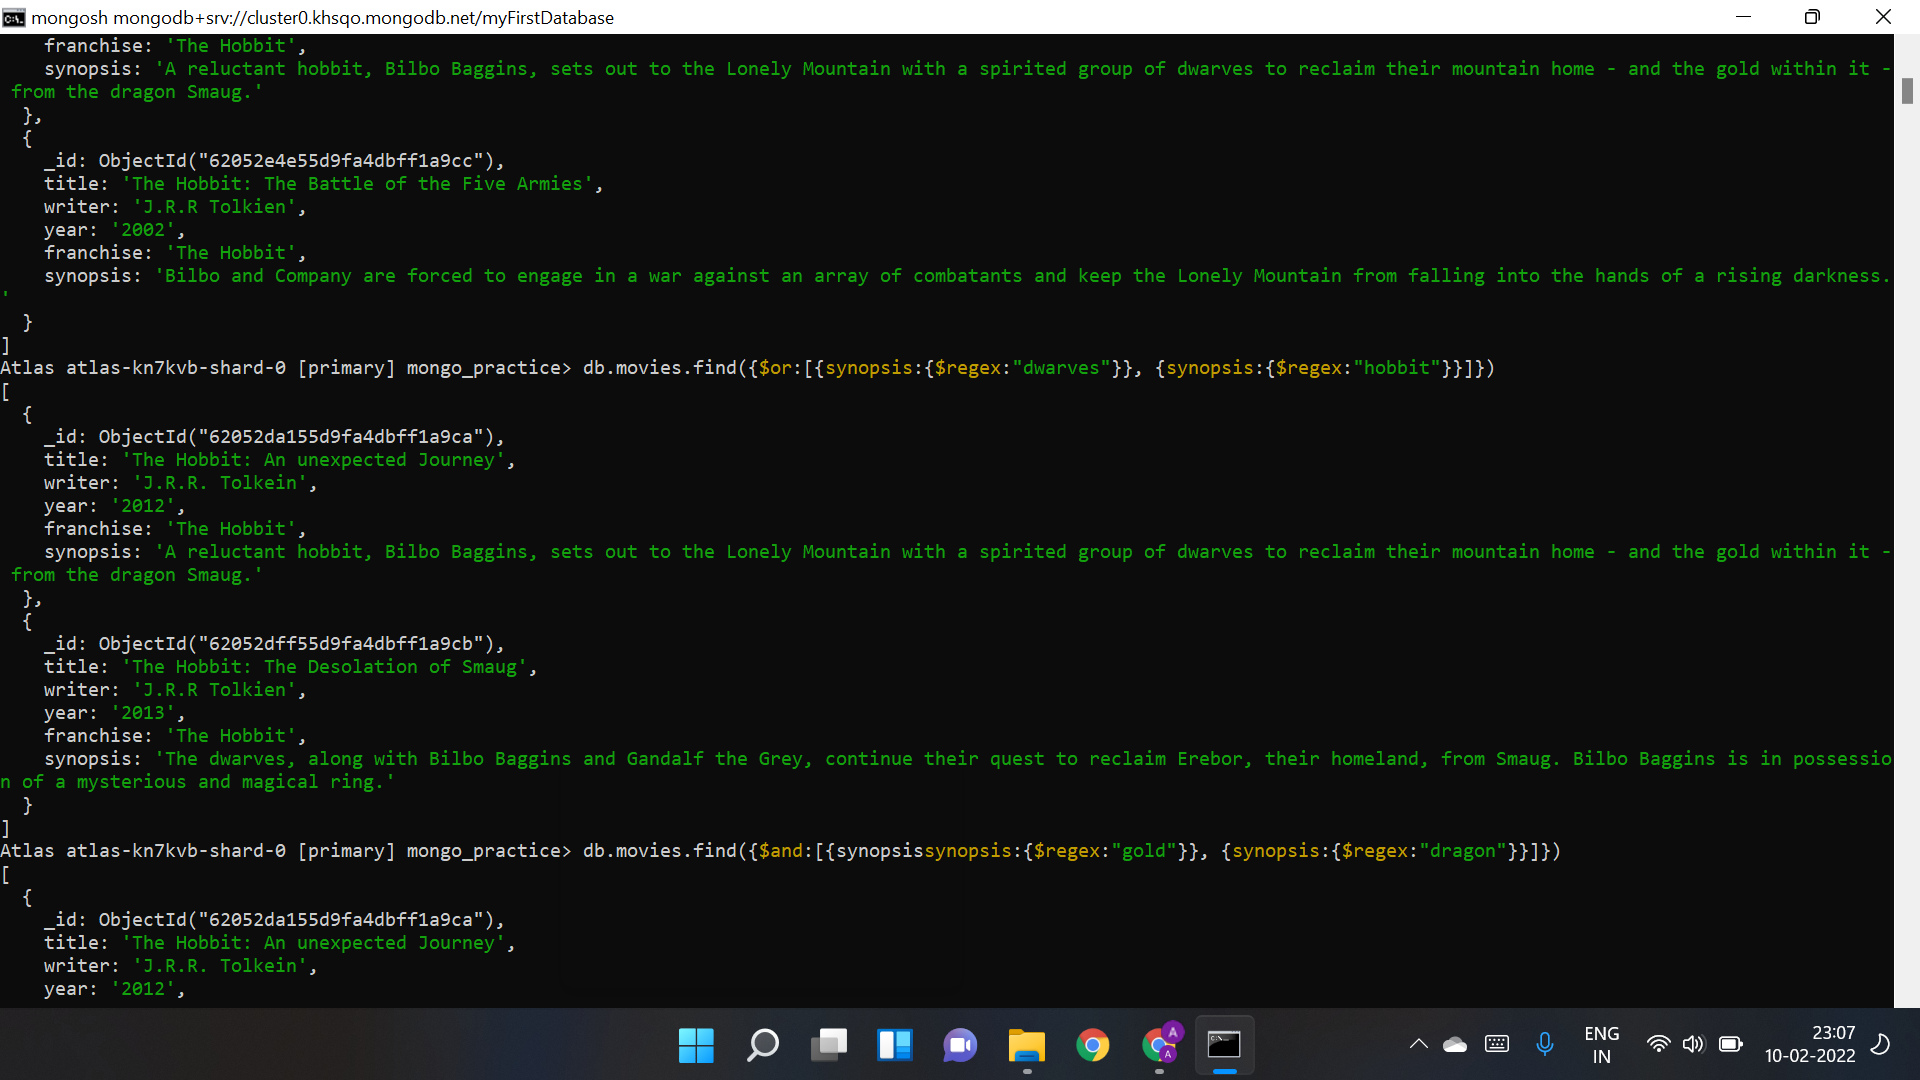 mongosh mongodb+srv://cluster0.khsqo.mongodb.net/myFirstDatabase
franchise: 'The Hobbit',
synopsis: 'A reluctant hobbit, Bilbo Baggins, sets out to the Lonely Mountain with a spirited group of dwarves to reclaim their mountain home - and the gold within it -
from the dragon Smaug.'
},
{
_id: ObjectId("62052e4e55d9fa4dbff1a9cc"),
title: 'The Hobbit: The Battle of the Five Armies',
writer: 'J.R.R Tolkien',
year: '2002',
franchise: 'The Hobbit',
synopsis: 'Bilbo and Company are forced to engage in a war against an array of combatants and keep the Lonely Mountain from falling into the hands of a rising darkness.
'
}
]
Atlas atlas-kn7kvb-shard-0 [primary] mongo_practice> db.movies.find({$or:[{synopsis:{$regex:"dwarves"}}, {synopsis:{$regex:"hobbit"}}]})
[
{
_id: ObjectId("62052da155d9fa4dbff1a9ca"),
title: 'The Hobbit: An unexpected Journey',
writer: 'J.R.R. Tolkein',
year: '2012',
franchise: 'The Hobbit',
synopsis: 'A reluctant hobbit, Bilbo Baggins, sets out to the Lonely Mountain with a spirited group of dwarves to reclaim their mountain home - and the gold within it -
from the dragon Smaug.'
},
{
_id: ObjectId("62052dff55d9fa4dbff1a9cb"),
title: 'The Hobbit: The Desolation of Smaug',
writer: 'J.R.R Tolkien',
year: '2013',
franchise: 'The Hobbit',
synopsis: 'The dwarves, along with Bilbo Baggins and Gandalf the Grey, continue their quest to reclaim Erebor, their homeland, from Smaug. Bilbo Baggins is in possessio
n of a mysterious and magical ring.'
}
]
Atlas atlas-kn7kvb-shard-0 [primary] mongo_practice> db.movies.find({$and:[{synopsissynopsis:{$regex:"gold"}}, {synopsis:{$regex:"dragon"}}]})
[
{
_id: ObjectId("62052da155d9fa4dbff1a9ca"),
title: 'The Hobbit: An unexpected Journey',
writer: 'J.R.R. Tolkein',
year: '2012',
A
A
ENG
IN
23:07
10-02-2022